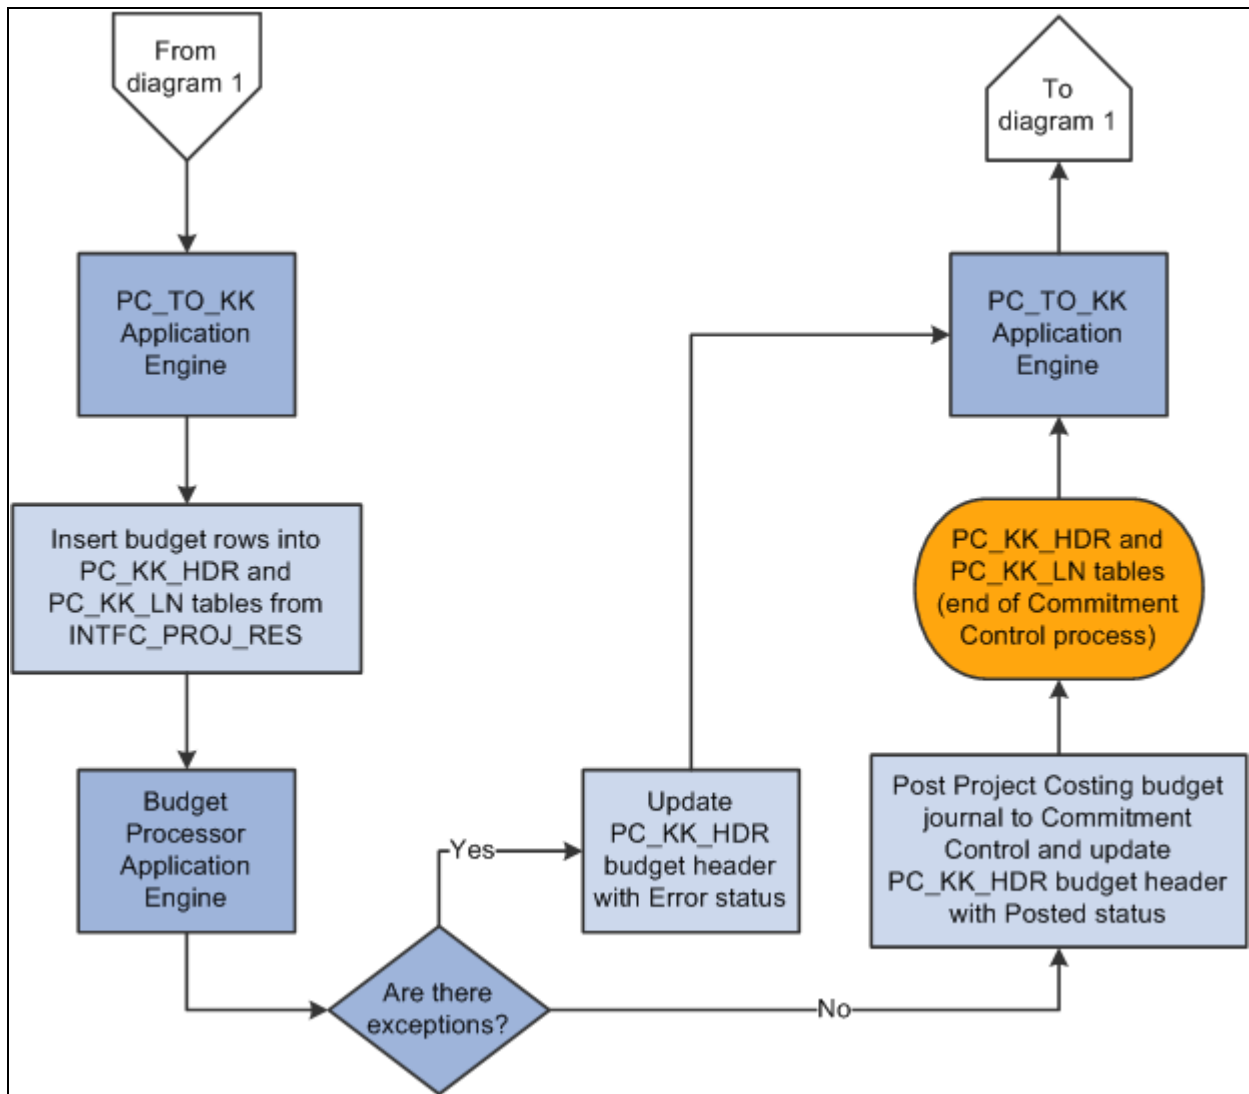 From
diagram 1
PC_TO_KK
Application
Engine
Insert budget rows into
PC_KK_HDR and
PC_KK_LN tables from
INTFC_PROJ_RES
Budget
Processor
Application
Engine
Are there
exceptions?
Yes
Update
PC_KK_HDR
budget header
with Error status
No
Post Project Costing budget
journal to Commitment
Control and update
PC_KK_HDR budget header
with Posted status
PC_KK_HDR and
PC_KK_LN tables
(end of Commitment
Control process)
PC_TO_KK
Application
Engine
To
diagram 1